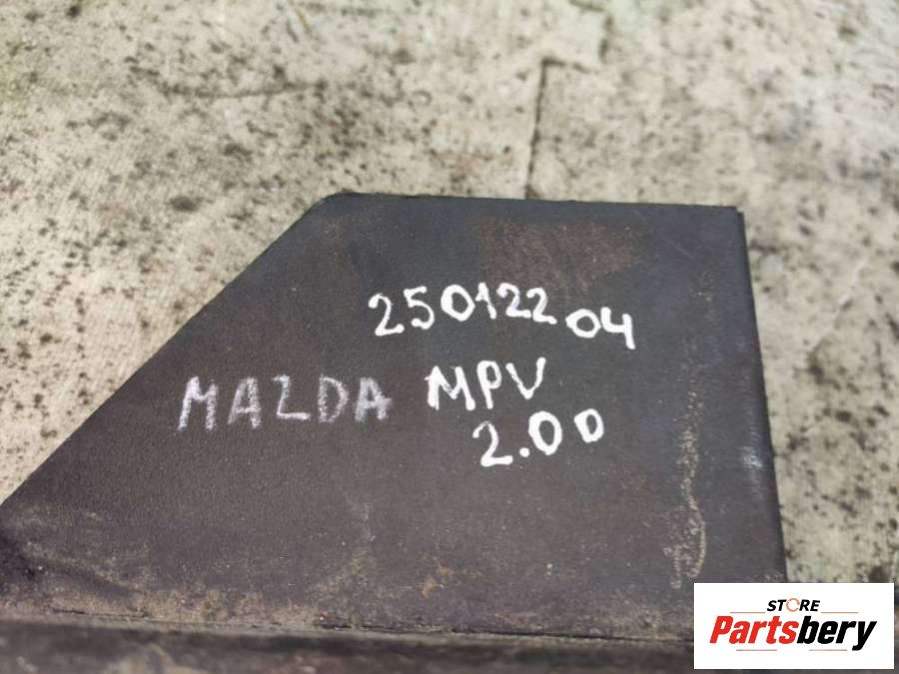 25012204
MAZDA MPV
2.0D
STORE
Partsbery